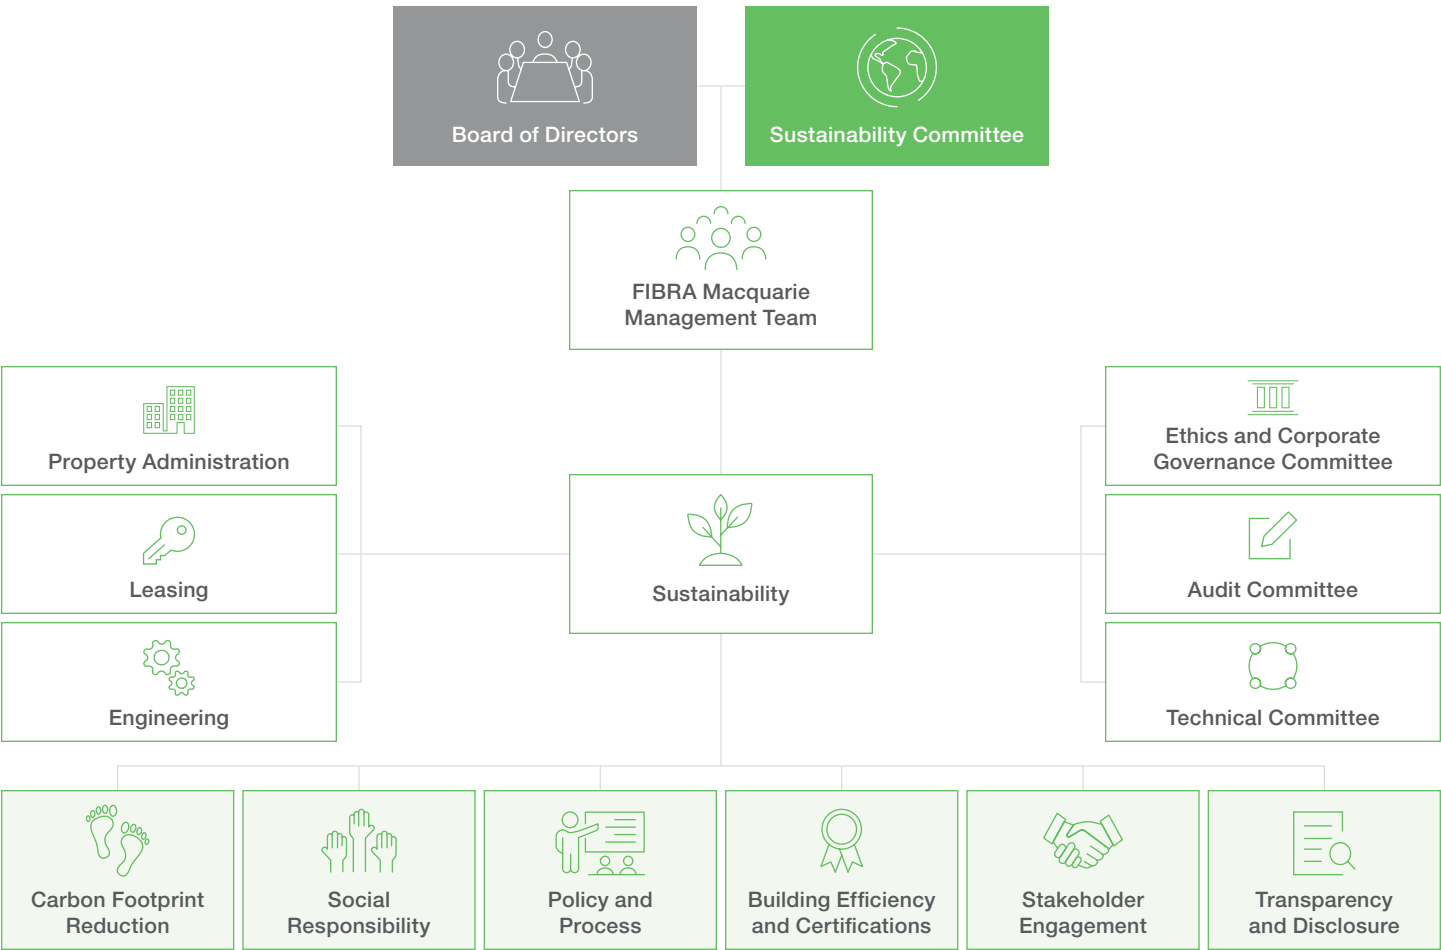 Board of Directors
Sustainability Committee
FIBRA Macquarie
Management Team
Property Administration
Leasing
Engineering
Sustainability
Ethics and Corporate
Governance Committee
Audit Committee
Technical Committee
Carbon Footprint
Reduction
Social
Responsibility
Policy and
Process
Building Efficiency
and Certifications
Stakeholder
Engagement
Transparency
and Disclosure